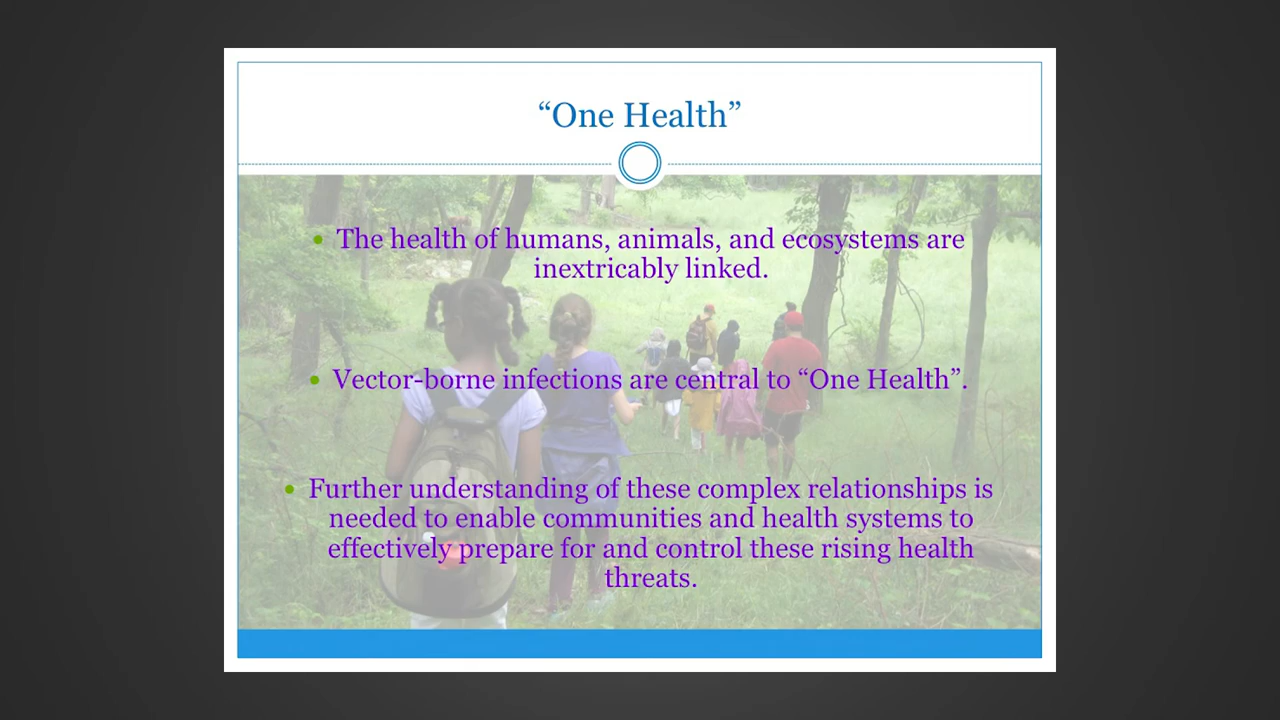 “One Health”
• The health of humans, animals, and ecosystems are
inextricably linked.
• Vector-borne infections are central to “One Health”.
• Further understanding of these complex relationships is
needed to enable communities and health systems to
effectively prepare for and control these rising health
threats.